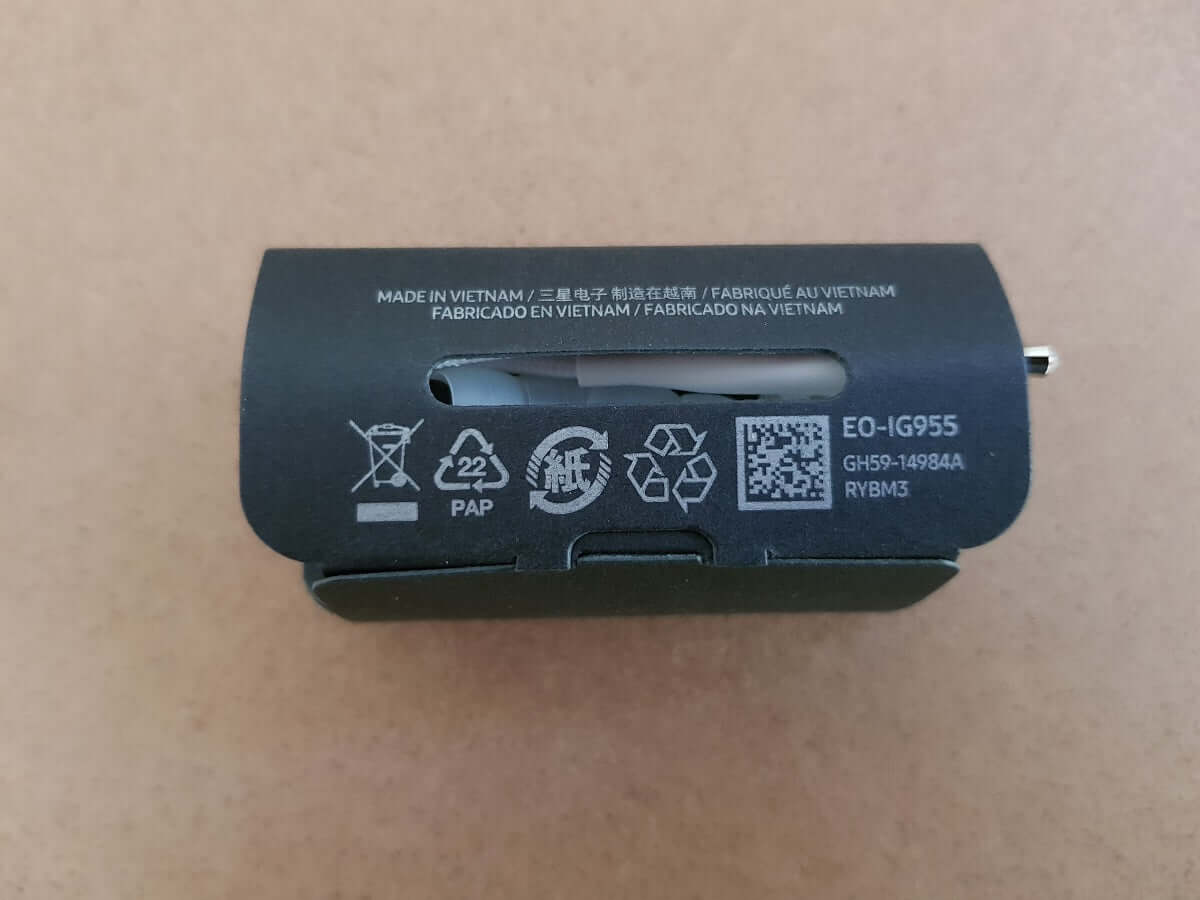 MADE IN VIETNAM / 三星电子 制造在越南 / FABRIQUÉ AU VIETNAM
FABRICADO EN VIETNAM / FABRICADO NA VIETNAM
22
PAP
紙
EO-IG955
GH59-14984A
RYBM3